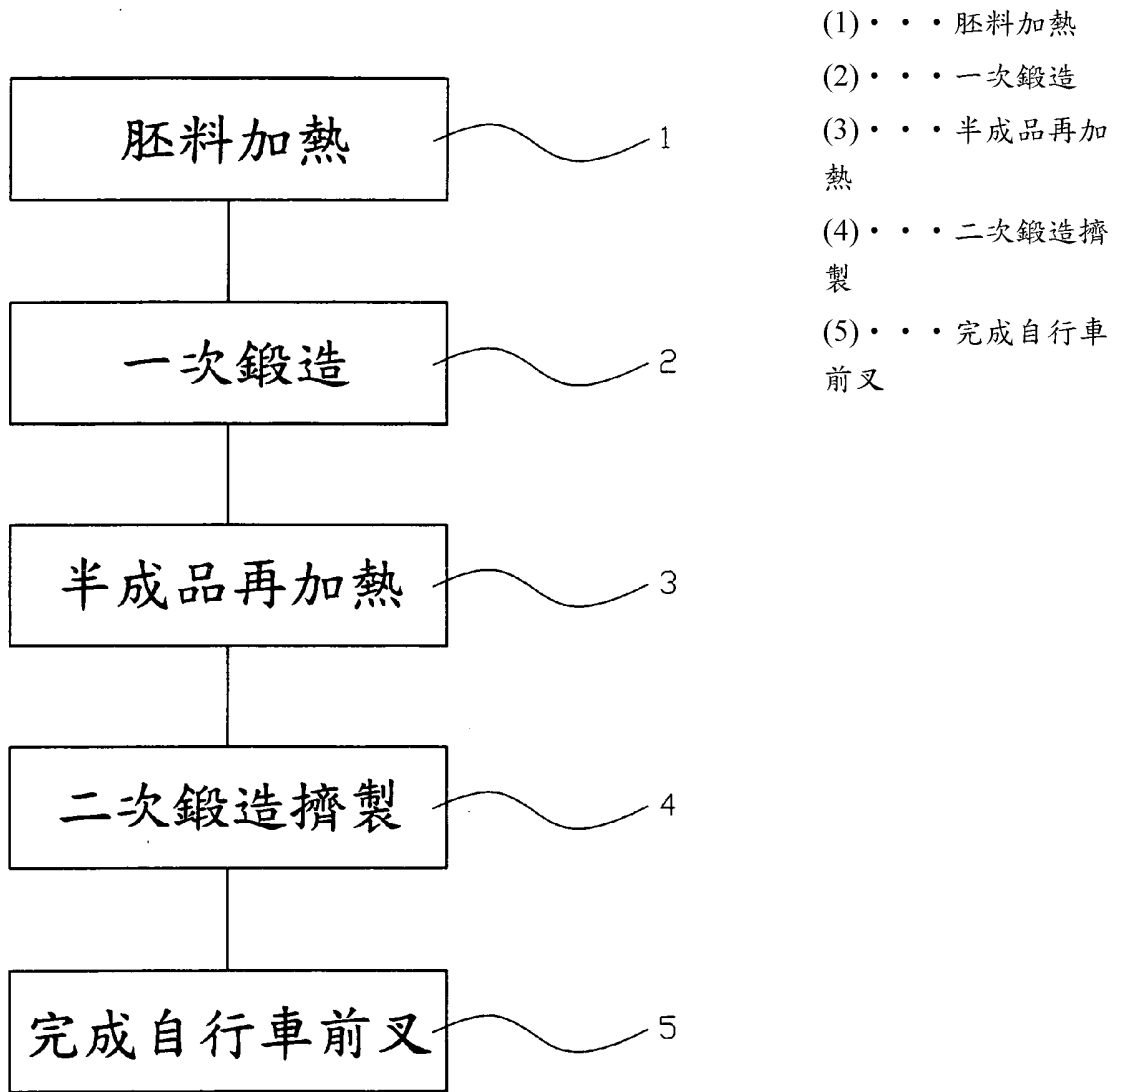 胚料加熱
1
一次鍛造
2
半成品再加熱
3
二次鍛造擠製
4
完成自行車前叉
5
(1)・・・胚料加熱
(2)・・・一次鍛造
(3)・・・半成品再加
熱
(4)・・・二次鍛造擠
製
(5)・・・完成自行車
前叉